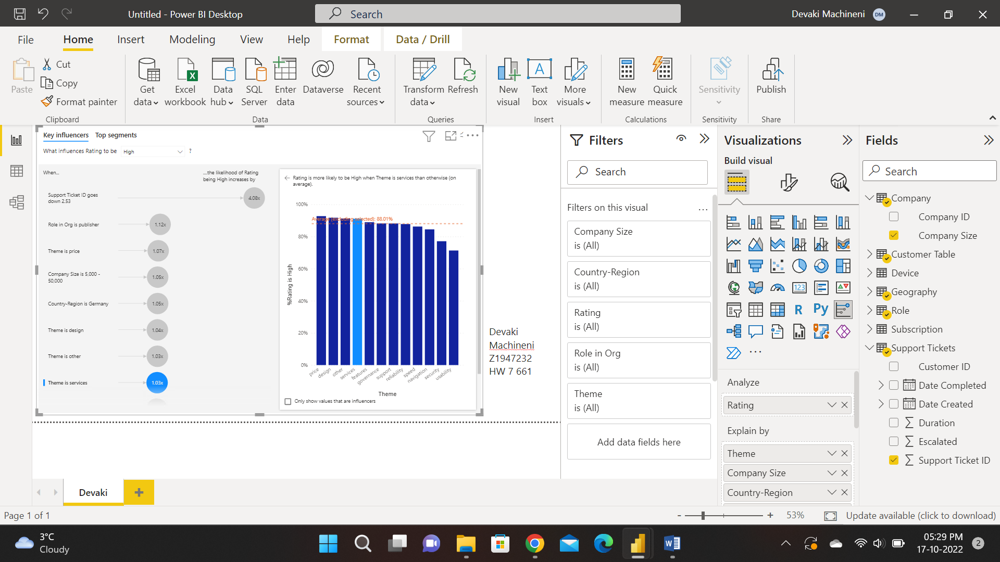 Untitled - Power BI Desktop
Search
Devaki Machineni
DM
File
Home
Insert
Modeling
View
Help
Format
Data / Drill
Paste
Cut
Copy
Format painter
Clipboard
Get data
Excel workbook
Data hub
SQL Server
Enter data
Dataverse
Recent sources
Data
Transform data
Refresh
Queries
New visual
Text box
More visuals
Insert
New measure
Quick measure
Calculations
Sensitivity
Sensitivity
Publish
Share
Key influencers
Top segments
What influences Rating to be
High
?
When...
....the likelihood of Rating
being High increases by
Support Ticket ID goes
down 2.53
4.08x
Role in Org is publisher
1.12x
Theme is price
1.07x
Company Size is 5,000 -
50,000
1.05x
Country-Region is Germany
1.05x
Theme is design
1.04x
Theme is other
1.03x
Theme is services
1.03x
Rating is more likely to be High when Theme is services than otherwise (on
average).
100%
Average (excluding selected): 88.01%
80%
60%
40%
20%
0%
%Rating is High
price
design
other
services
features
governance
support
reliability
speed
navigation
security
usability
Theme
Only show values that are influencers
Devaki
Machineni
Z1947232
HW 7 661
Filters
Search
Filters on this visual
...
Company Size
is (All)
Country-Region
is (All)
Rating
is (All)
Role in Org
is (All)
Theme
is (All)
Add data fields here
Visualizations
Build visual
123
R
Py
...
Analyze
Rating
Explain by
Theme
Company Size
Country-Region
Fields
Search
Company
Company ID
Company Size
Customer Table
Device
Geography
Role
Subscription
Support Tickets
Customer ID
Date Completed
Date Created
Duration
Escalated
Support Ticket ID
Devaki
+
Page 1 of 1
- + 53%
Update available (click to download)
3°C
Cloudy
05:29 PM
17-10-2022
2